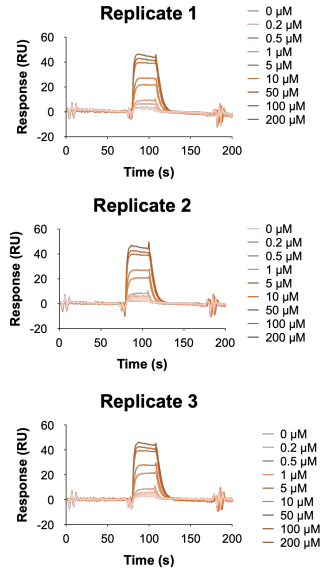 Replicate 1
Response (RU)
60
40
20
0
-20
0 50 100 150 200
Time (s)
0 µM
0.2 µM
0.5 µM
1 µM
5 µM
10 µM
50 µM
100 µM
200 µM
Replicate 2
Response (RU)
60
40
20
0
-20
0 50 100 150 200
Time (s)
0 µM
0.2 µM
0.5 µM
1 µM
5 µM
10 µM
50 µM
100 µM
200 µM
Replicate 3
Response (RU)
60
40
20
0
-20
0 50 100 150 200
Time (s)
0 µM
0.2 µM
0.5 µM
1 µM
5 µM
10 µM
50 µM
100 µM
200 µM